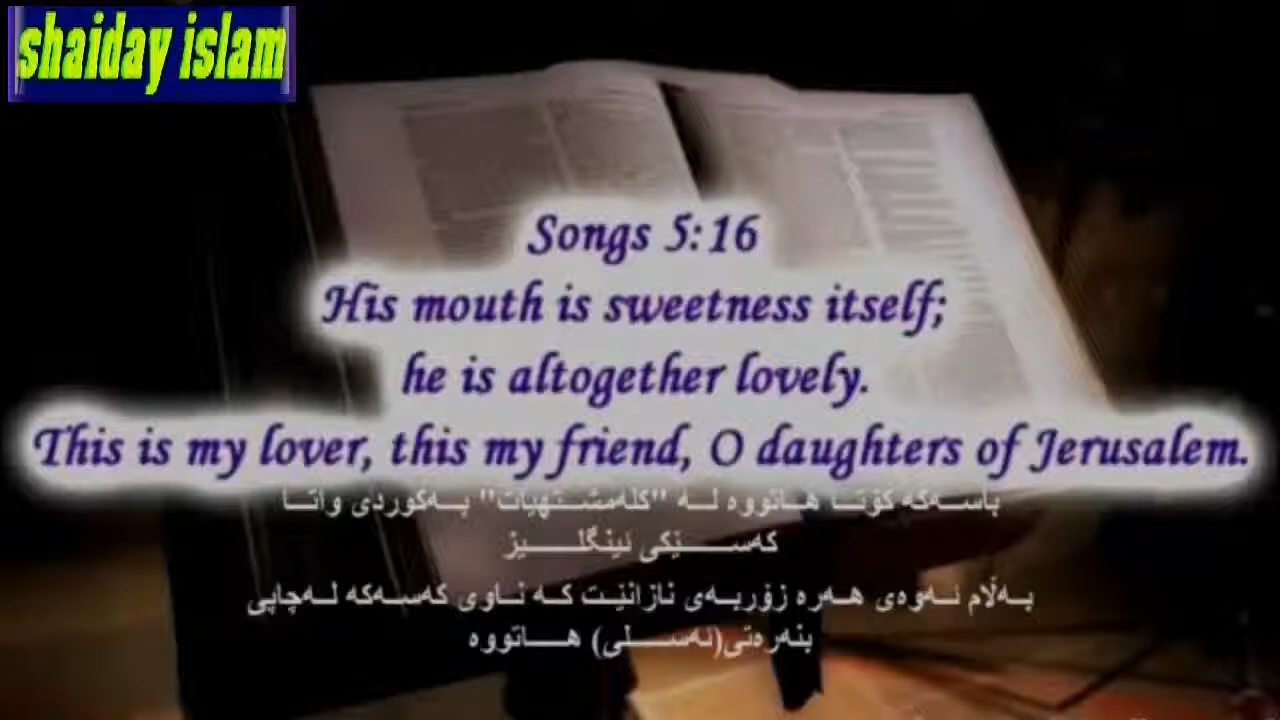 shaiday islam
Songs 5:16
His mouth is sweetness itself;
he is altogether lovely.
This is my lover, this my friend, O daughters of Jerusalem.
باسەکە کۆتا هاتووە لە "کلەمشتهیات" بەکوردی واتا
کەسێکی ئینگلیز
بەڵام ئەوەی هەرە زۆربەی نازانێت کە ناوی کەسەکە لەچاپی
بنەرەتی(ئەسلی) هاتووە